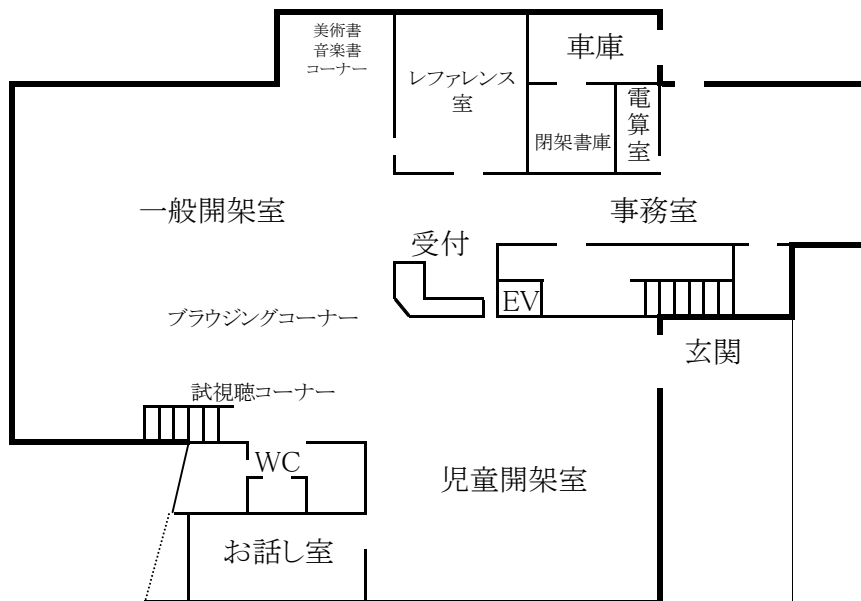 美術書
音楽書
コーナー
レファレンス
室
車庫
閉架書庫
電算室
一般開架室
受付
事務室
EV
ブラウジングコーナー
玄関
試視聴コーナー
WC
児童開架室
お話し室